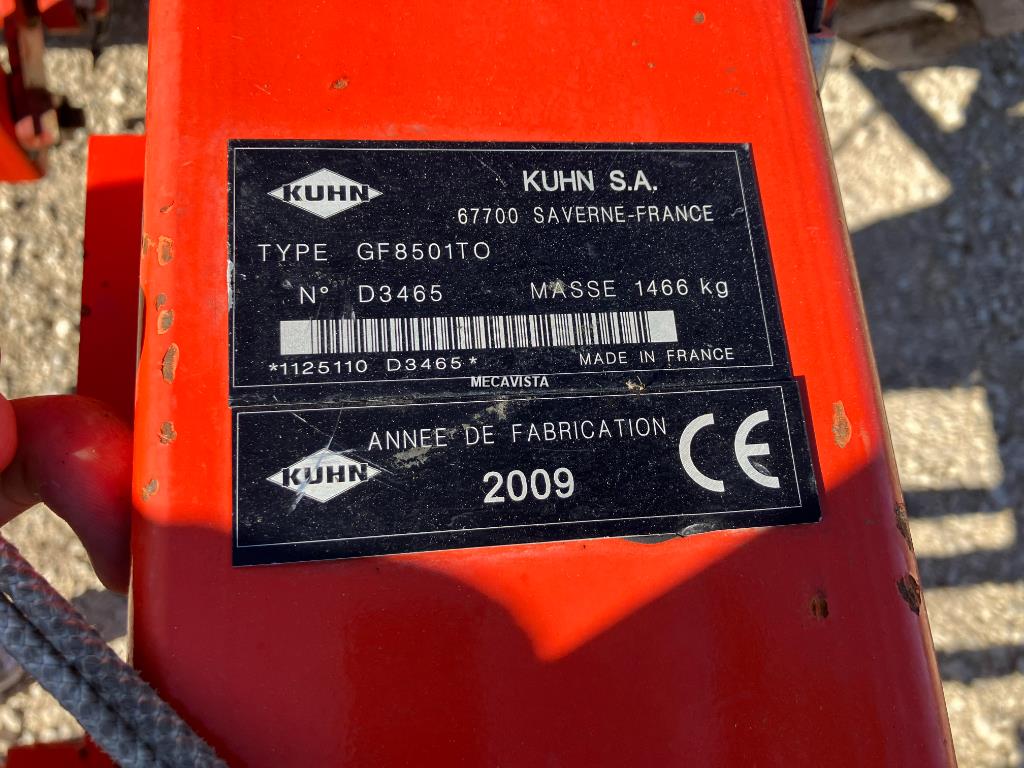 KUHN
KUHN S.A.
67700 SAVERNE-FRANCE
TYPE GF8501TO
N° D3465 MASSE 1466 kg
*1125110 D3465*
MADE IN FRANCE
MECAVISTA
ANNEE DE FABRICATION
KUHN
2009
CE